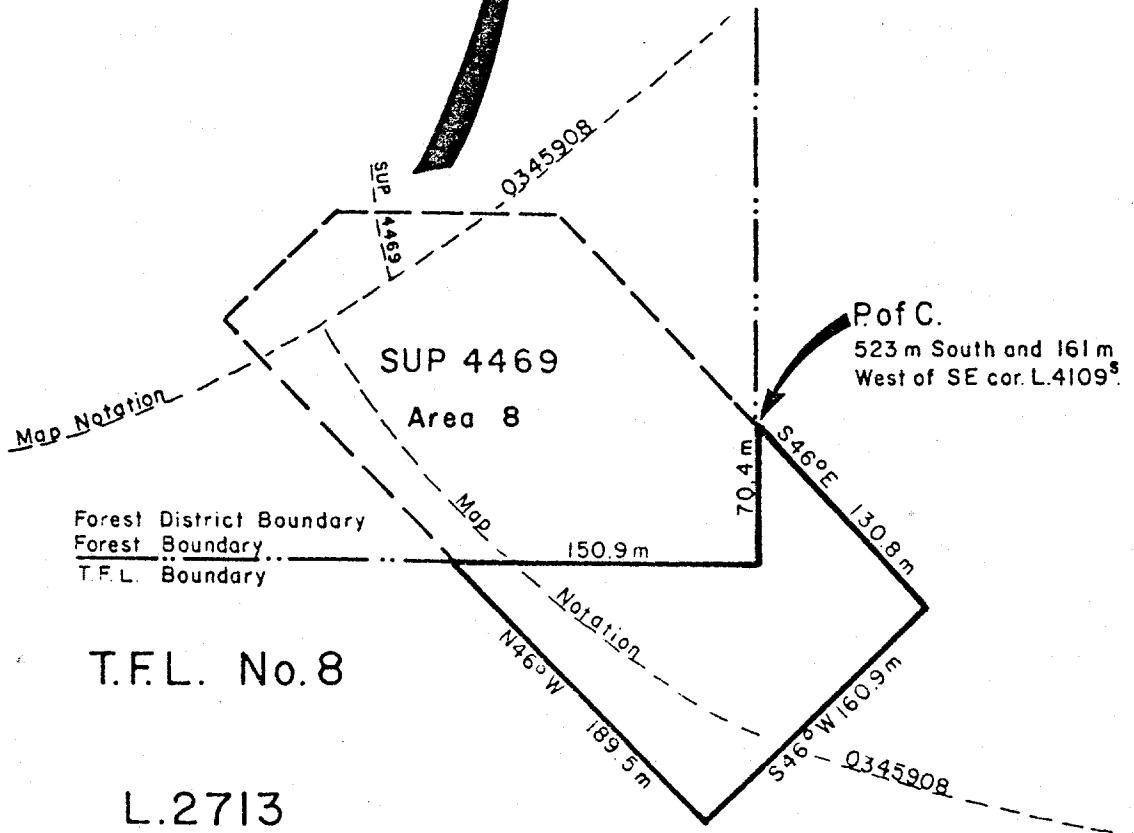 SUP 4469
0345908
P. of C.
523 m South and 161 m
West of SE cor. L.4109ˢ.
SUP 4469
Area 8
Map Notation
S46°E 130.8 m
70.4 m
Forest District Boundary
Forest Boundary
T.F.L. Boundary
150.9 m
Map Notation
N46°W 189.5 m
S46°W 160.9 m
0345908
T.F.L. No. 8
L.2713